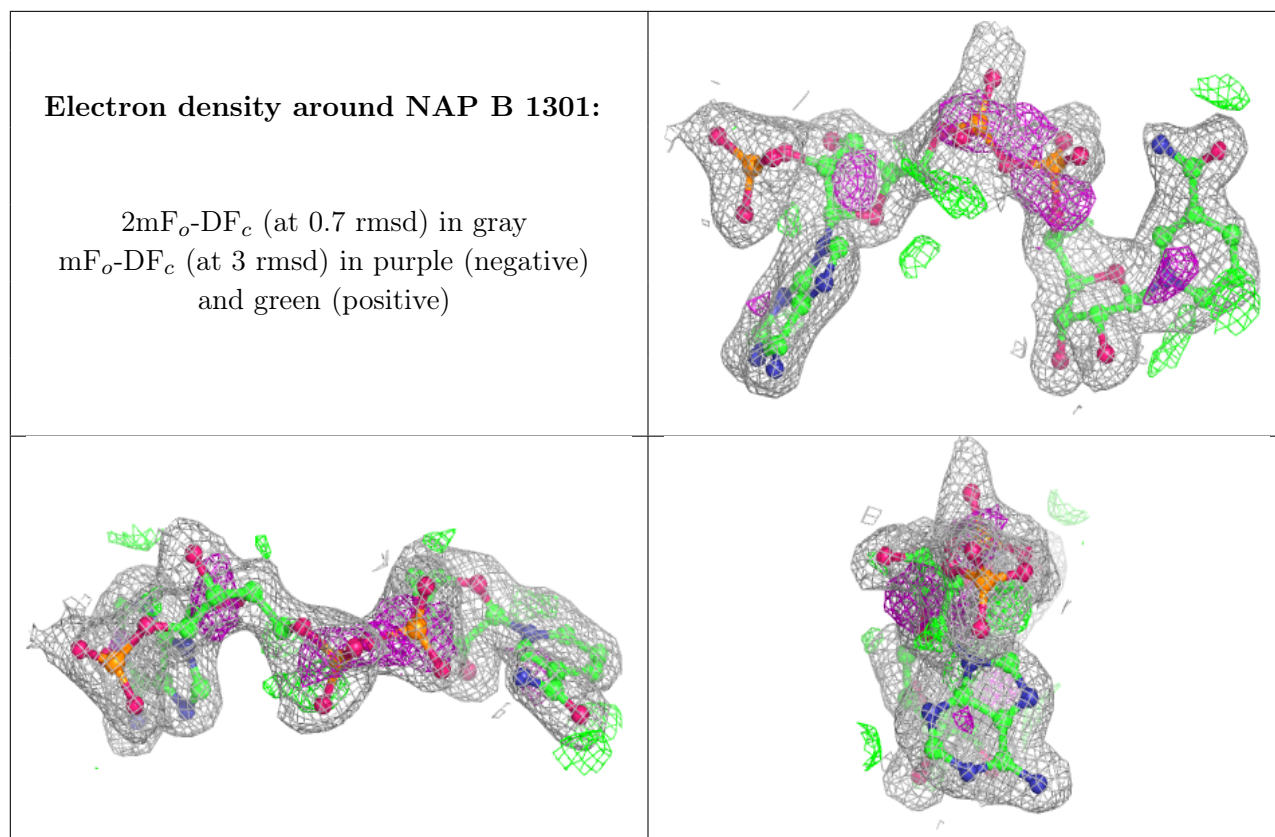 Electron density around NAP B 1301:
2mFo-DFc (at 0.7 rmsd) in gray
mFo-DFc (at 3 rmsd) in purple (negative)
and green (positive)